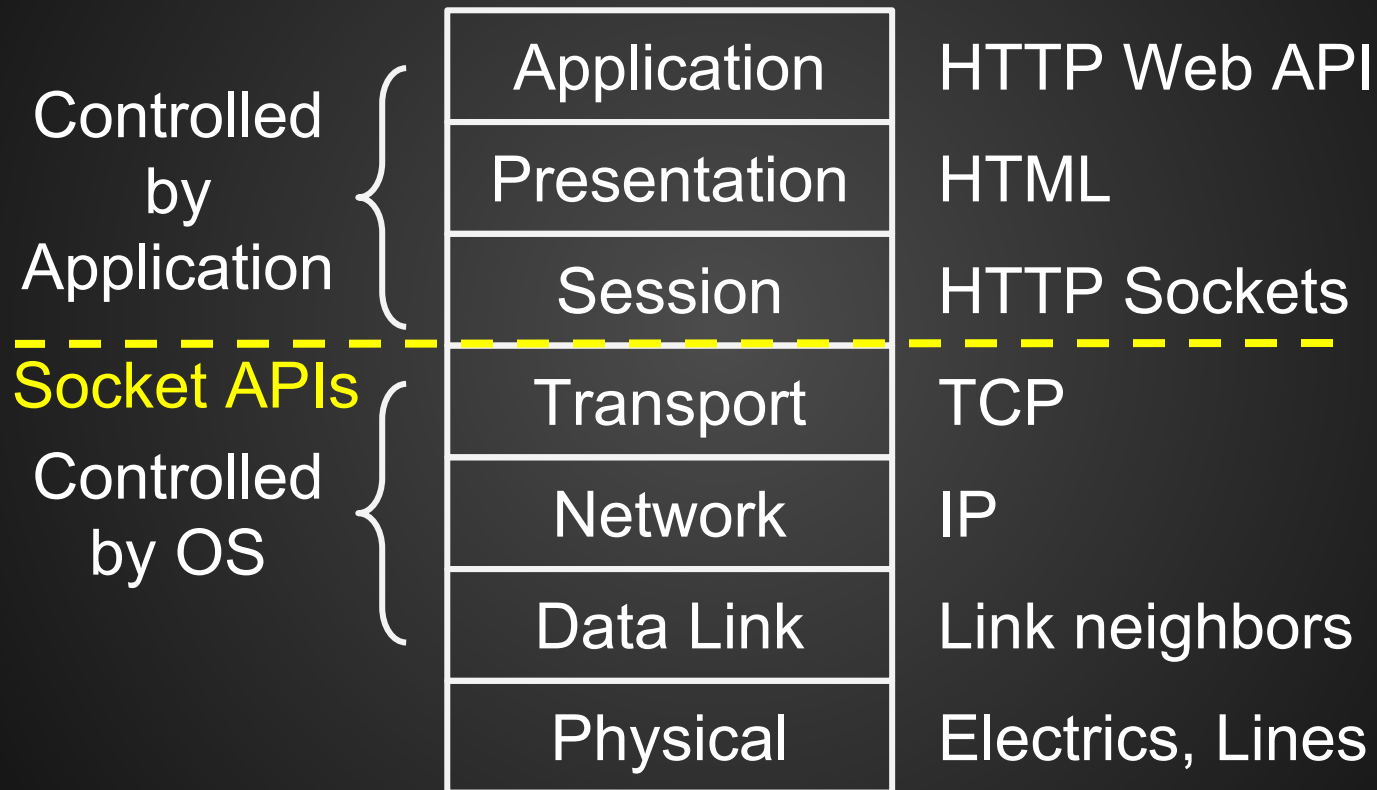 Controlled
by
Application
Socket APIs
Controlled
by OS
Application
Presentation
Session
Transport
Network
Data Link
Physical
HTTP Web API
HTML
HTTP Sockets
TCP
IP
Link neighbors
Electrics, Lines